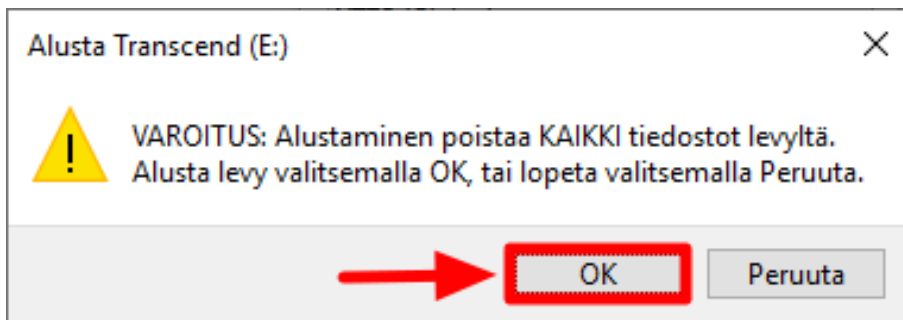 Alusta Transcend (E:)
VAROITUS: Alustaminen poistaa KAIKKI tiedostot levyltä.
Alusta levy valitsemalla OK, tai lopeta valitsemalla Peruuta.
OK
Peruuta